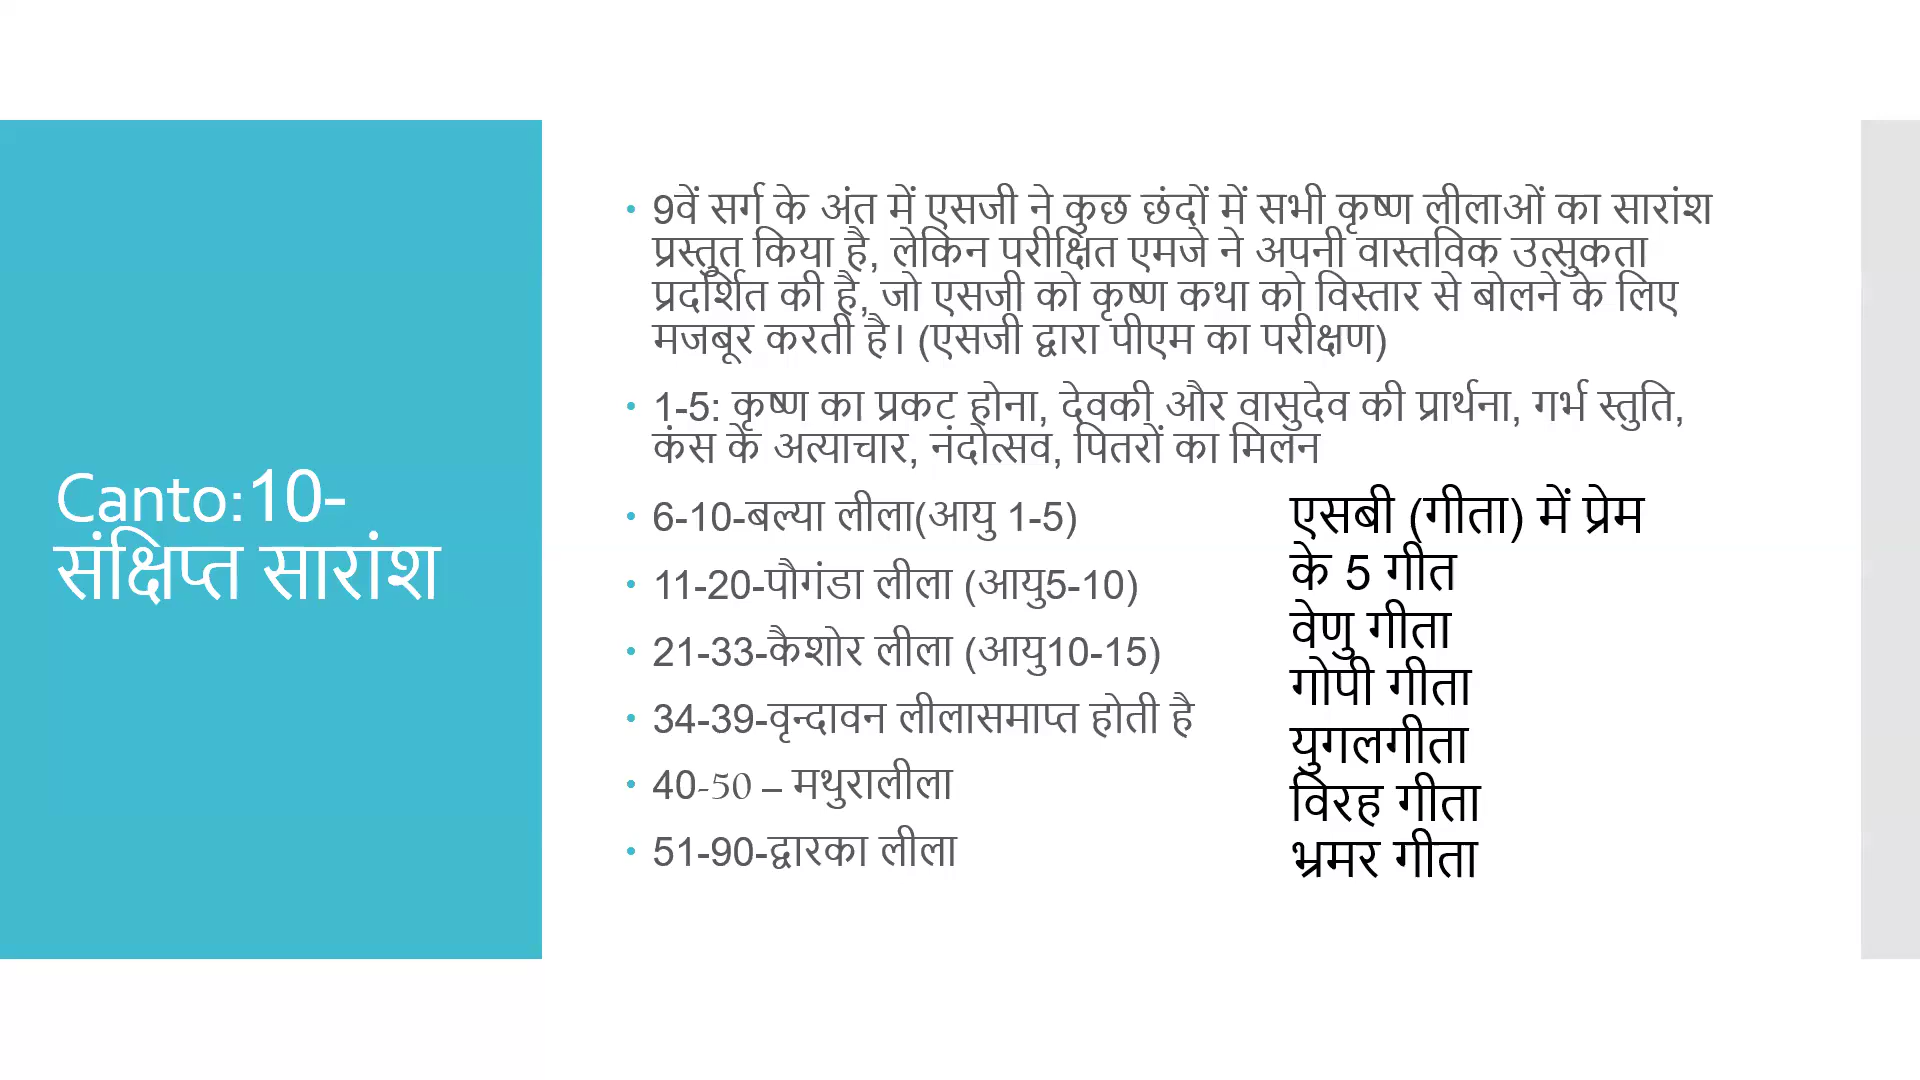 Canto:10-
संक्षिप्त सारांश
• 9वें सर्ग के अंत में एसजी ने कुछ छंदों में सभी कृष्ण लीलाओं का सारांश
प्रस्तुत किया है, लेकिन परीक्षित एमजे ने अपनी वास्तविक उत्सुकता
प्रदर्शित की है, जो एसजी को कृष्ण कथा को विस्तार से बोलने के लिए
मजबूर करती है। (एसजी द्वारा पीएम का परीक्षण)
• 1-5: कृष्ण का प्रकट होना, देवकी और वासुदेव की प्रार्थना, गर्भ स्तुति,
कंस के अत्याचार, नंदोत्सव, पितरों का मिलन
• 6-10-बल्या लीला(आयु 1-5)
• 11-20-पौगंडा लीला (आयु5-10)
• 21-33-कैशोर लीला (आयु10-15)
• 34-39-वृन्दावन लीलासमाप्त होती है
• 40-50 – मथुरालीला
• 51-90-द्वारका लीला
एसबी (गीता) में प्रेम
के 5 गीत
वेणु गीता
गोपी गीता
युगलगीता
विरह गीता
भ्रमर गीता